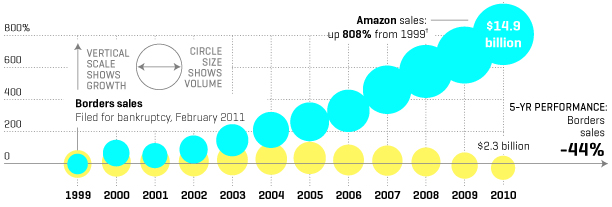 Amazon sales:
up 808% from 1999†
$14.9
billion
800%
600
400
200
0
VERTICAL
SCALE
SHOWS
GROWTH
CIRCLE
SIZE
SHOWS
VOLUME
Borders sales
Filed for bankruptcy, February 2011
5-YR PERFORMANCE:
Borders
sales
-44%
$2.3 billion
1999 2000 2001 2002 2003 2004 2005 2006 2007 2008 2009 2010